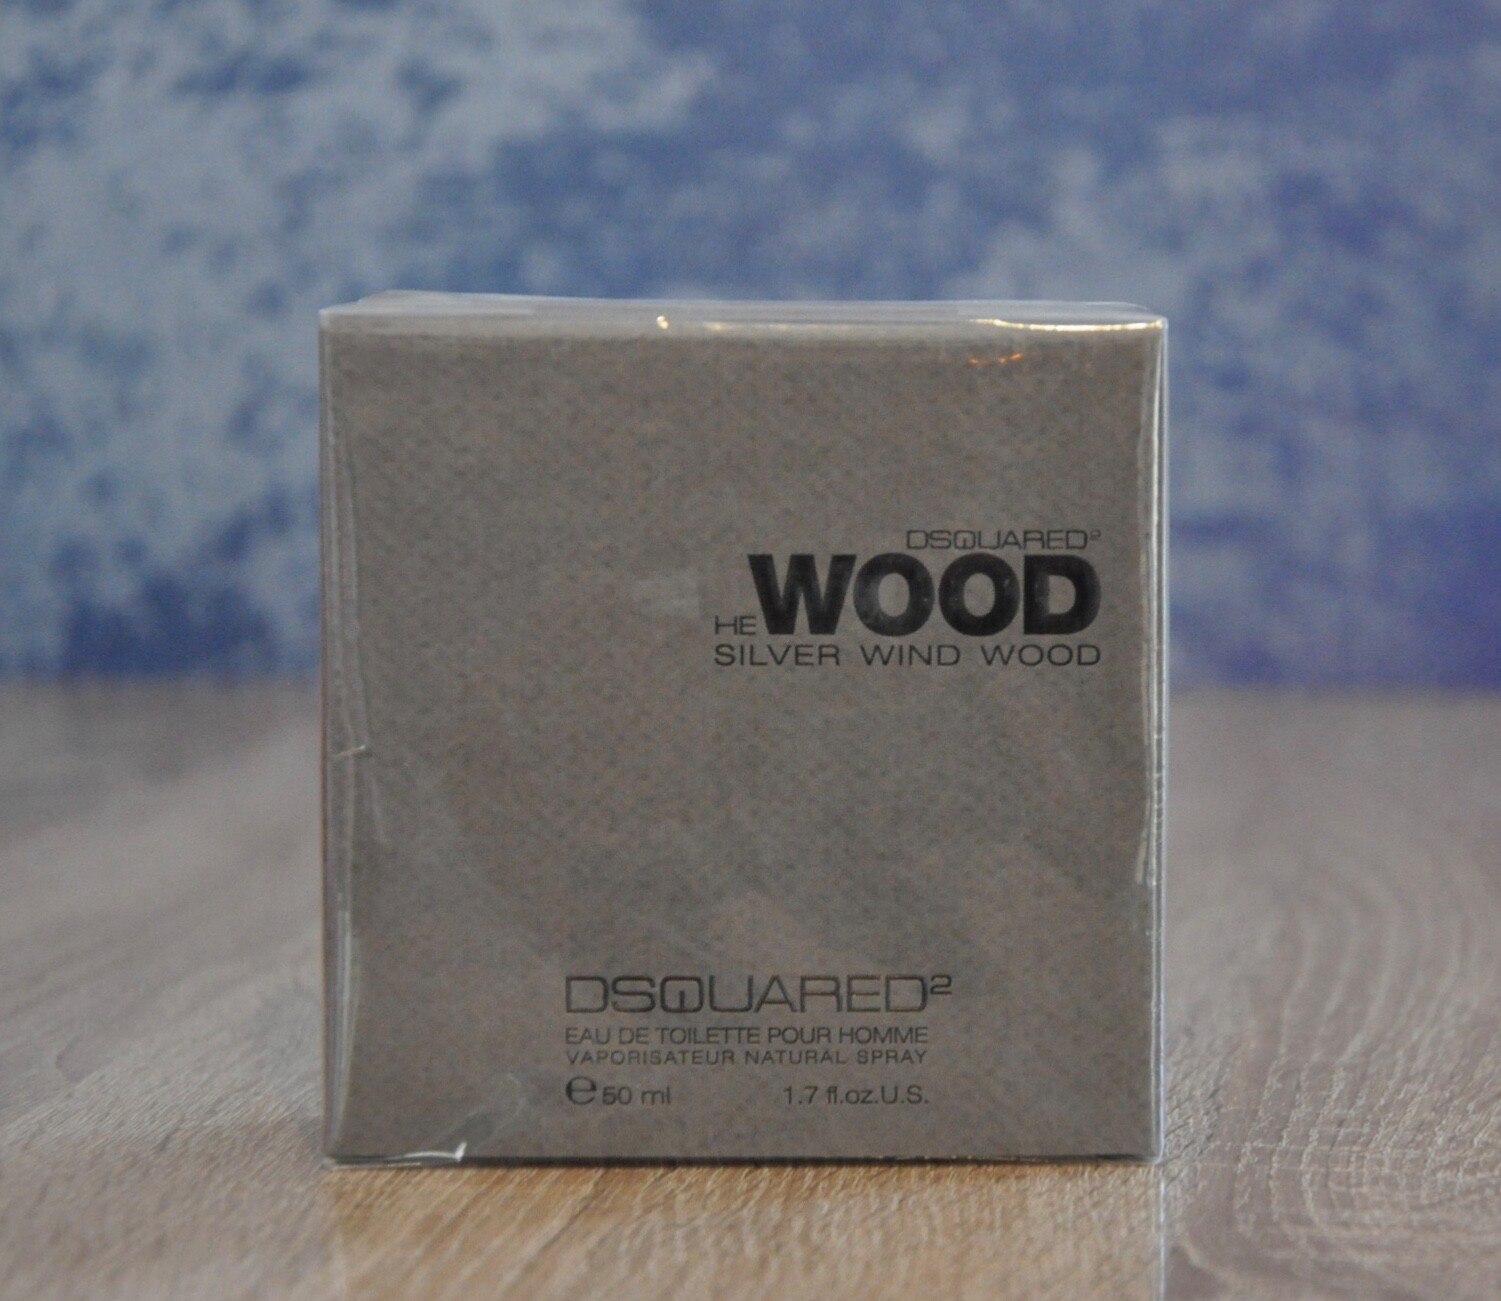 DSQUARED²
HE WOOD
SILVER WIND WOOD
DSQUARED²
EAU DE TOILETTE POUR HOMME
VAPORISATEUR NATURAL SPRAY
℮50 ml 1.7 fl.oz.U.S.